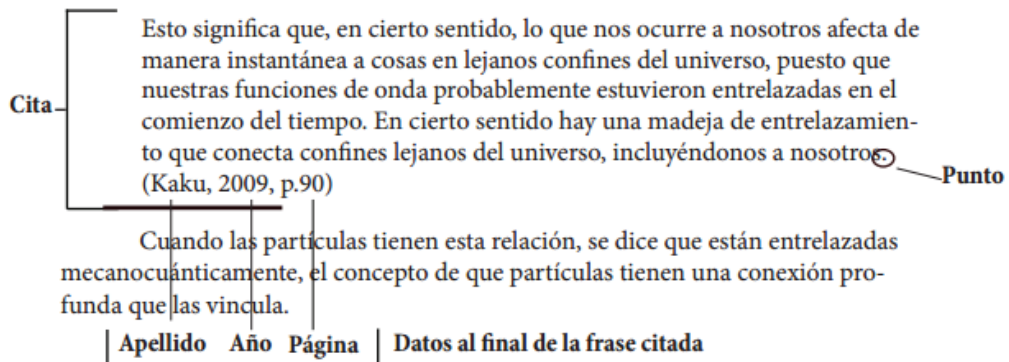 Esto significa que, en cierto sentido, lo que nos ocurre a nosotros afecta de
manera instantánea a cosas en lejanos confines del universo, puesto que
nuestras funciones de onda probablemente estuvieron entrelazadas en el
Cita
comienzo del tiempo. En cierto sentido hay una madeja de entrelazamien-
to que conecta confines lejanos del universo, incluyéndonos a nosotros.
(Kaku, 2009, p.90)
Punto
Cuando las partículas tienen esta relación, se dice que están entrelazadas
mecanocuánticamente, el concepto de que partículas tienen una conexión pro-
funda que las vincula.
Apellido Año Página Datos al final de la frase citada